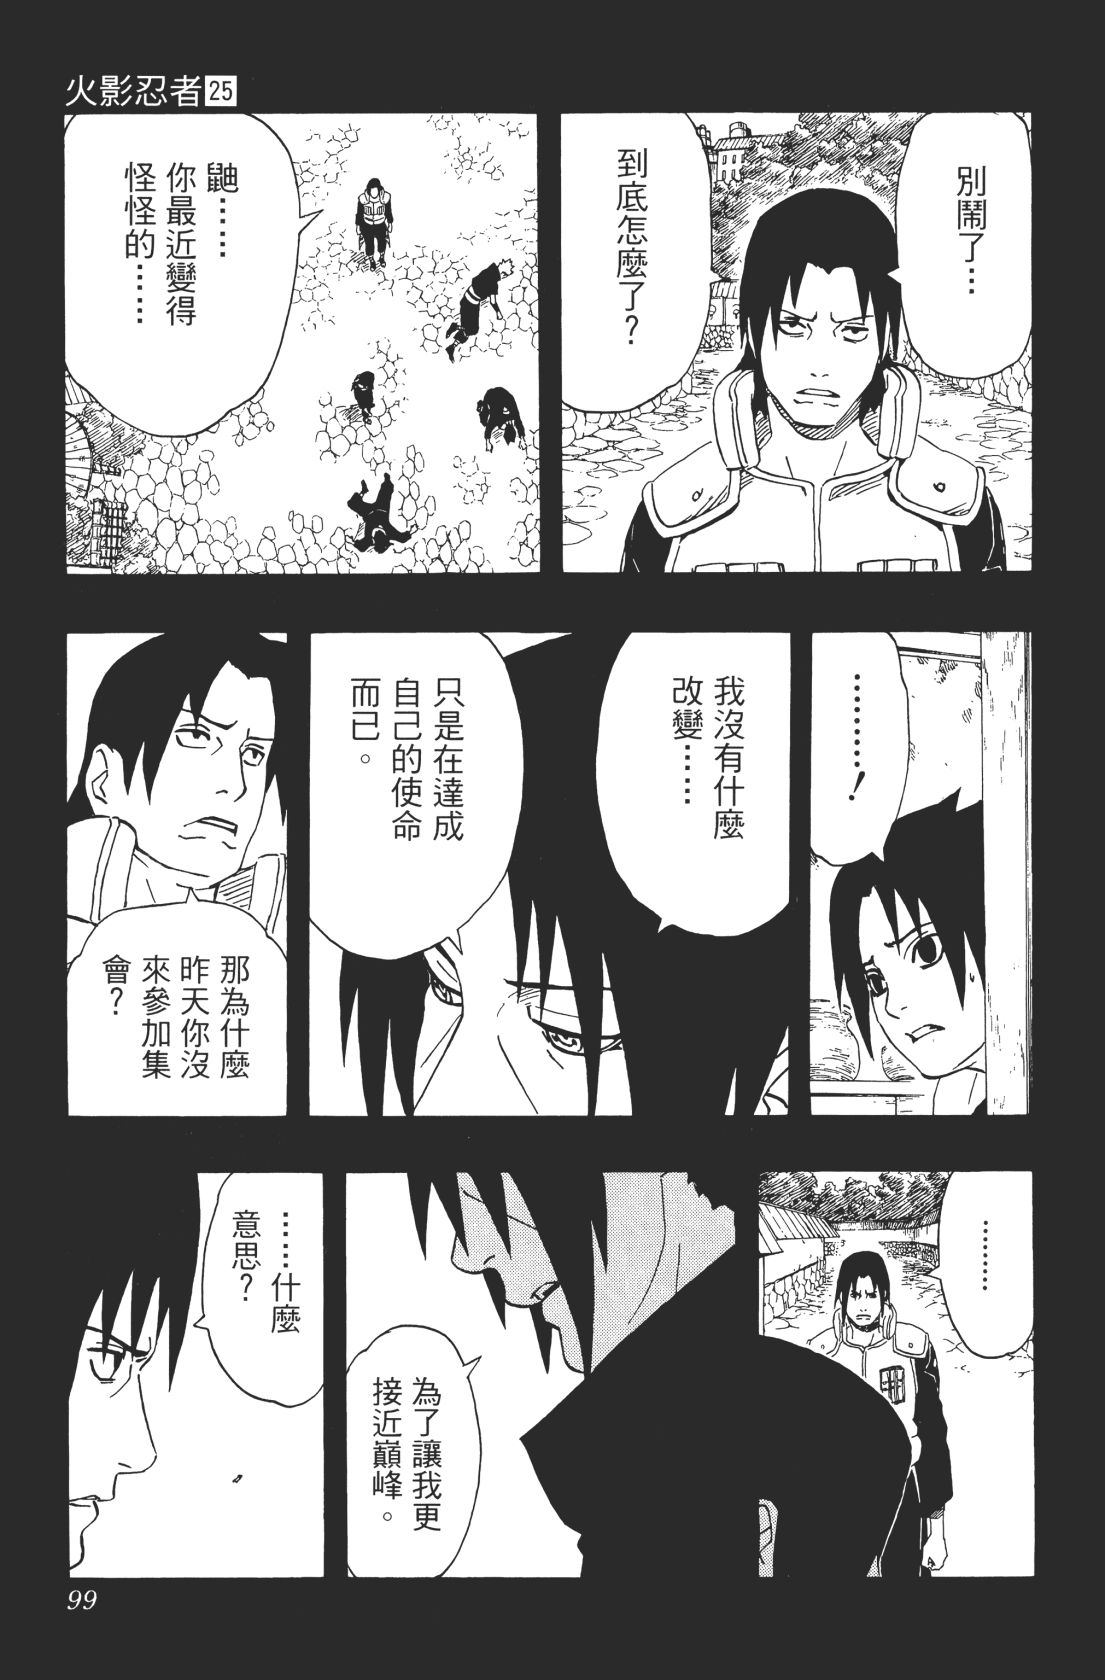 火影忍者25
別鬧了…
到底怎麼了？
鼬……
你最近變得
怪怪的……
………！
我沒有什麼
改變……
只是在達成
自己的使命
而已。
那為什麼
昨天你沒
來參加集
會？
………
為了讓我更
接近巔峰。
……什麼
意思？
99